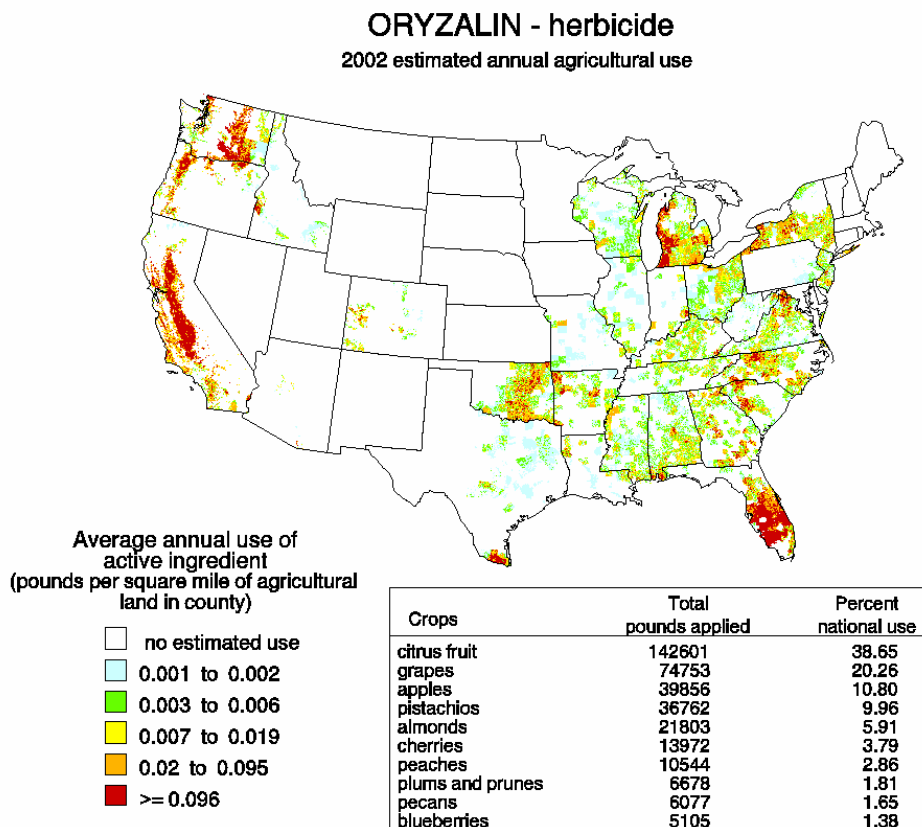 ORYZALIN - herbicide
2002 estimated annual agricultural use
Average annual use of
active ingredient
(pounds per square mile of agricultural
land in county)
no estimated use
0.001 to 0.002
0.003 to 0.006
0.007 to 0.019
0.02 to 0.095
>= 0.096
Crops Total pounds applied Percent national use
citrus fruit 142601 38.65
grapes 74753 20.26
apples 39856 10.80
pistachios 36762 9.96
almonds 21803 5.91
cherries 13972 3.79
peaches 10544 2.86
plums and prunes 6678 1.81
pecans 6077 1.65
blueberries 5105 1.38